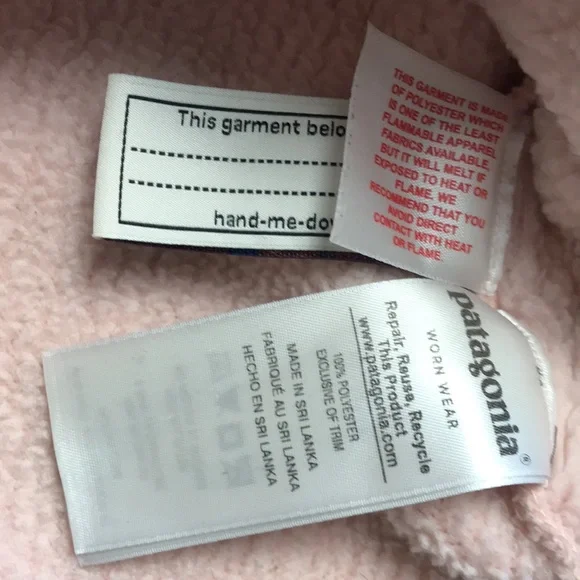 This garment belo
hand-me-do
THIS GARMENT IS MADE
OF POLYESTER WHICH
IS ONE OF THE LEAST
FLAMMABLE APPAREL
FABRICS AVAILABLE
BUT IT WILL MELT IF
EXPOSED TO HEAT OR
FLAME. WE
RECOMMEND THAT YOU
AVOID DIRECT
CONTACT WITH HEAT
OR FLAME.
patagonia®
WORN WEAR
Repair, Reuse, Recycle
This Product
www.patagonia.com
100% POLYESTER
EXCLUSIVE OF TRIM
MADE IN SRI LANKA
FABRIQUÉ AU SRI LANKA
HECHO EN SRI LANKA